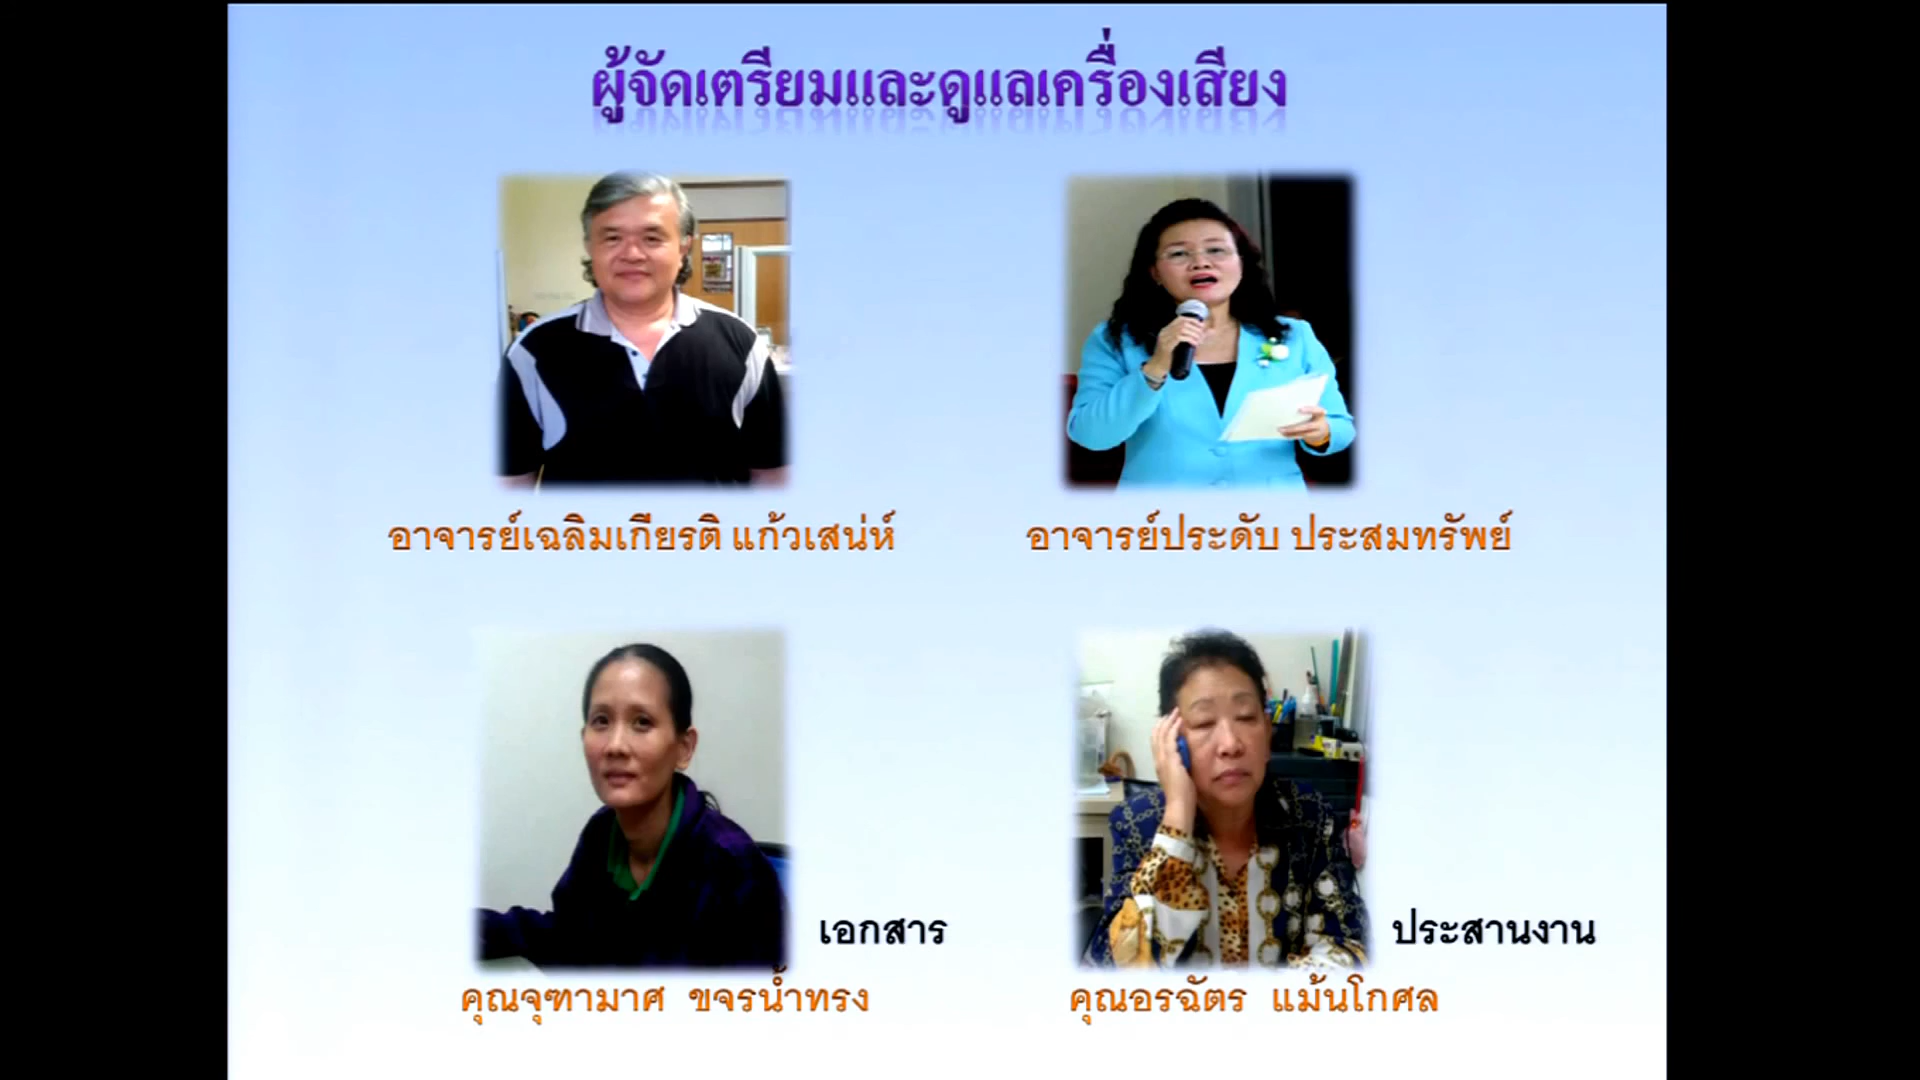 ผู้จัดเตรียมและดูแลเครื่องเสียง
อาจารย์เฉลิมเกียรติ แก้วเสน่ห์
อาจารย์ประดับ ประสมทรัพย์
เอกสาร
คุณจุฑามาศ ขจรน้ำทรง
ประสานงาน
คุณอรฉัตร แม้นโกศล